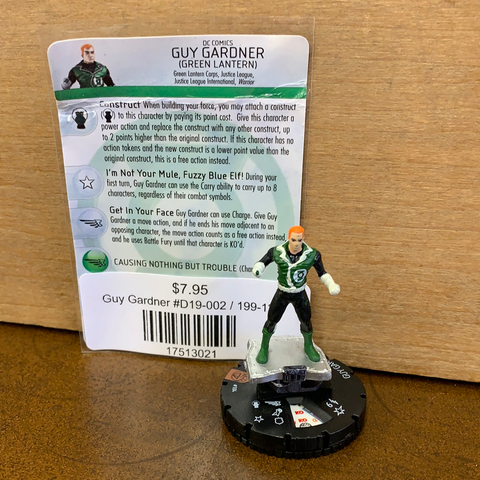 DC COMICS
GUY GARDNER
(GREEN LANTERN)
Green Lantern Corps, Justice League,
Justice League International, Warrior
Construct When building your force, you may attach a construct
to this character by paying its point cost. Give this character a
power action and replace the construct with any other construct, up
to 2 points higher than the original construct. If this character has no
action tokens and the new construct is a lower point value than the
original construct, this is a free action instead.
I'm Not Your Mule, Fuzzy Blue Elf! During your
first turn, Guy Gardner can use the Carry ability to carry up to 8
characters, regardless of their combat symbols.
Get In Your Face Guy Gardner can use Charge. Give Guy
Gardner a move action, and if he ends his move adjacent to an
opposing character, the move action counts as a free action instead,
and he uses Battle Fury until that character is KO'd.
CAUSING NOTHING BUT TROUBLE
$7.95
Guy Gardner #D19-002 / 199-1
17513021
KO
KO